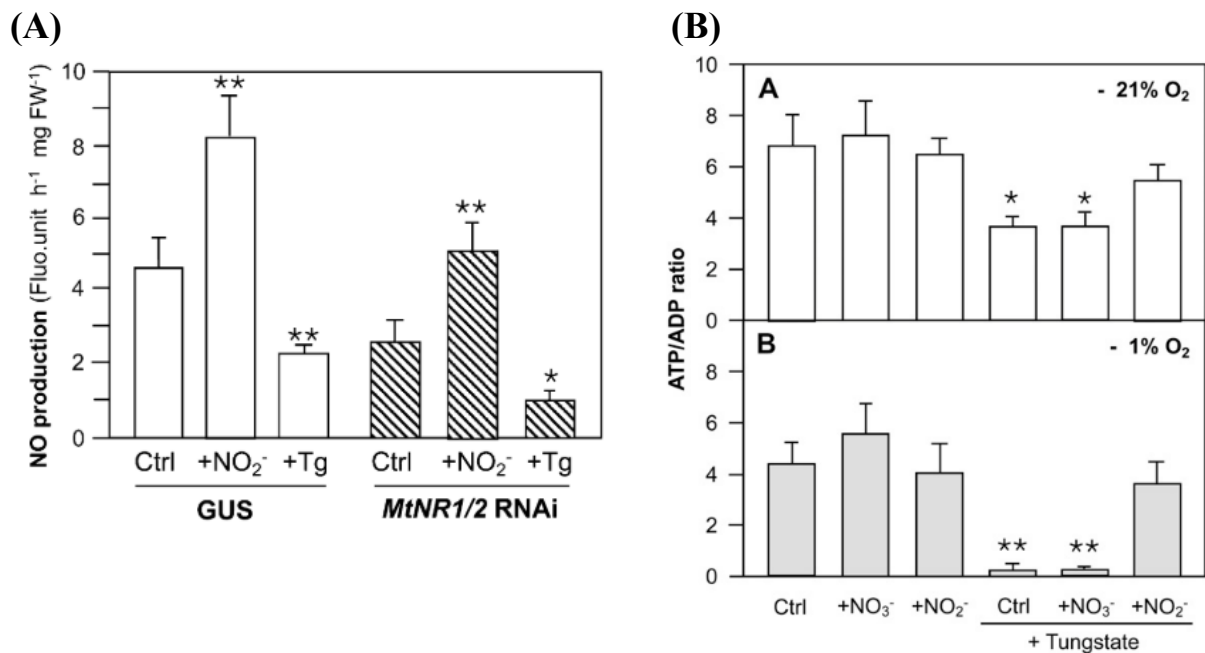 (A)
NO production (Fluo.unit h-1 mg FW-1)
10
8
6
4
2
0
**
**
**
*
Ctrl +NO2- +Tg Ctrl +NO2- +Tg
GUS MtNR1/2 RNAi
(B)
ATP/ADP ratio
A - 21% O2
10
8
6
4
2
0
* *
B - 1% O2
8
6
4
2
0
** **
Ctrl +NO3- +NO2- Ctrl +NO3- +NO2-
+ Tungstate